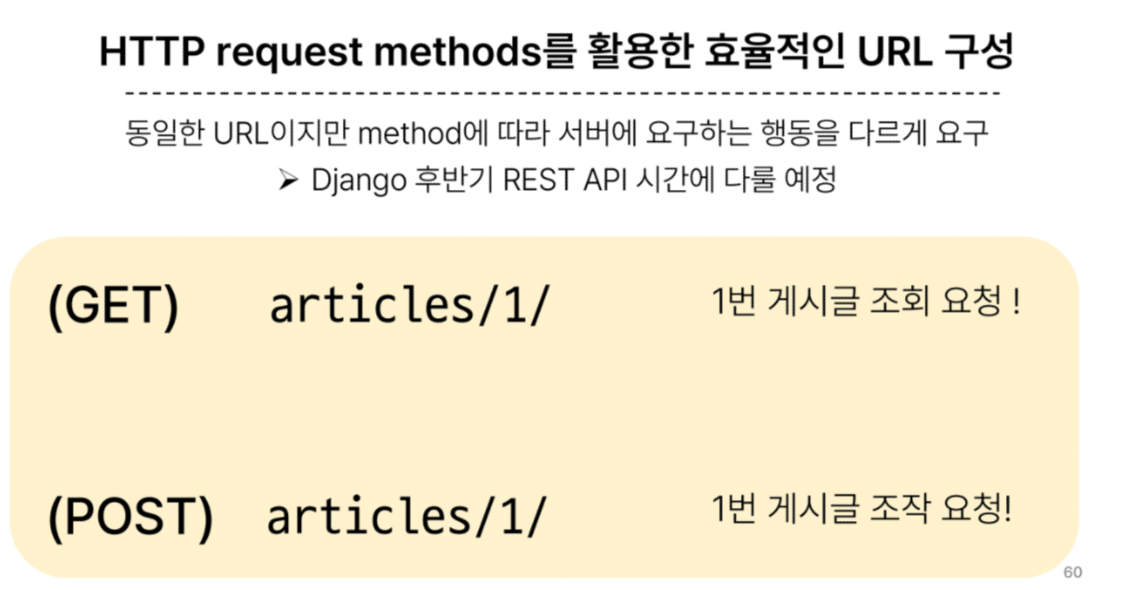 HTTP request methods를 활용한 효율적인 URL 구성
동일한 URL이지만 method에 따라 서버에 요구하는 행동을 다르게 요구
➢ Django 후반기 REST API 시간에 다룰 예정
(GET) articles/1/ 1번 게시글 조회 요청 !
(POST) articles/1/ 1번 게시글 조작 요청!
60